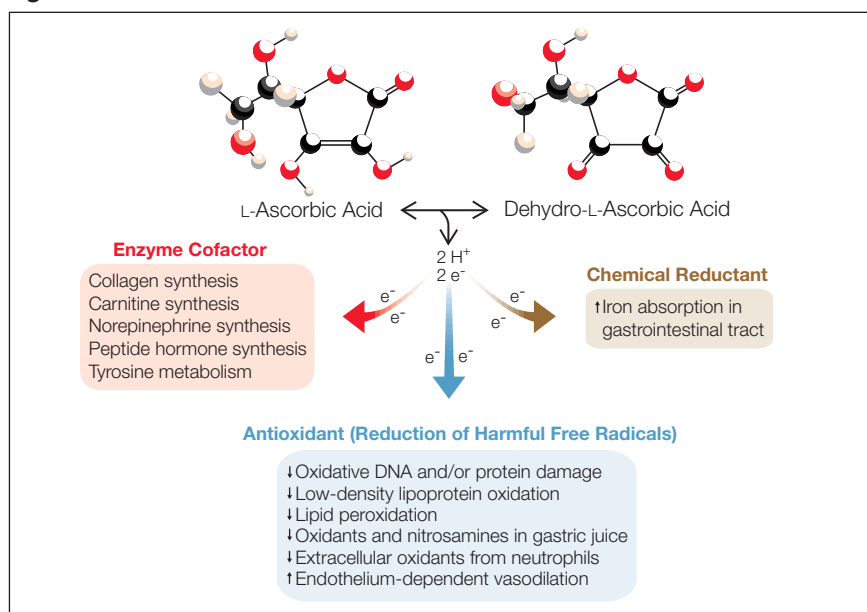 L-Ascorbic Acid
Dehydro-L-Ascorbic Acid
2 H+
2 e-
Enzyme Cofactor
Collagen synthesis
Carnitine synthesis
Norepinephrine synthesis
Peptide hormone synthesis
Tyrosine metabolism
e-
e-
e-
e-
e-
e-
Chemical Reductant
↑Iron absorption in
gastrointestinal tract
Antioxidant (Reduction of Harmful Free Radicals)
↓Oxidative DNA and/or protein damage
↓Low-density lipoprotein oxidation
↓Lipid peroxidation
↓Oxidants and nitrosamines in gastric juice
↓Extracellular oxidants from neutrophils
↑Endothelium-dependent vasodilation